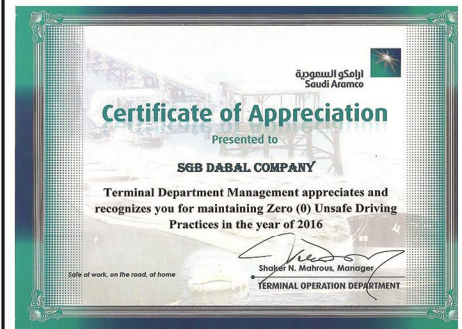 ارامكو السعودية
Saudi Aramco
Certificate of Appreciation
Presented to
SGB DABAL COMPANY
Terminal Department Management appreciates and
recognizes you for maintaining Zero (0) Unsafe Driving
Practices in the year of 2016
Shaker N. Mahrous, Manager
Safe at work, on the road, at home
TERMINAL OPERATION DEPARTMENT